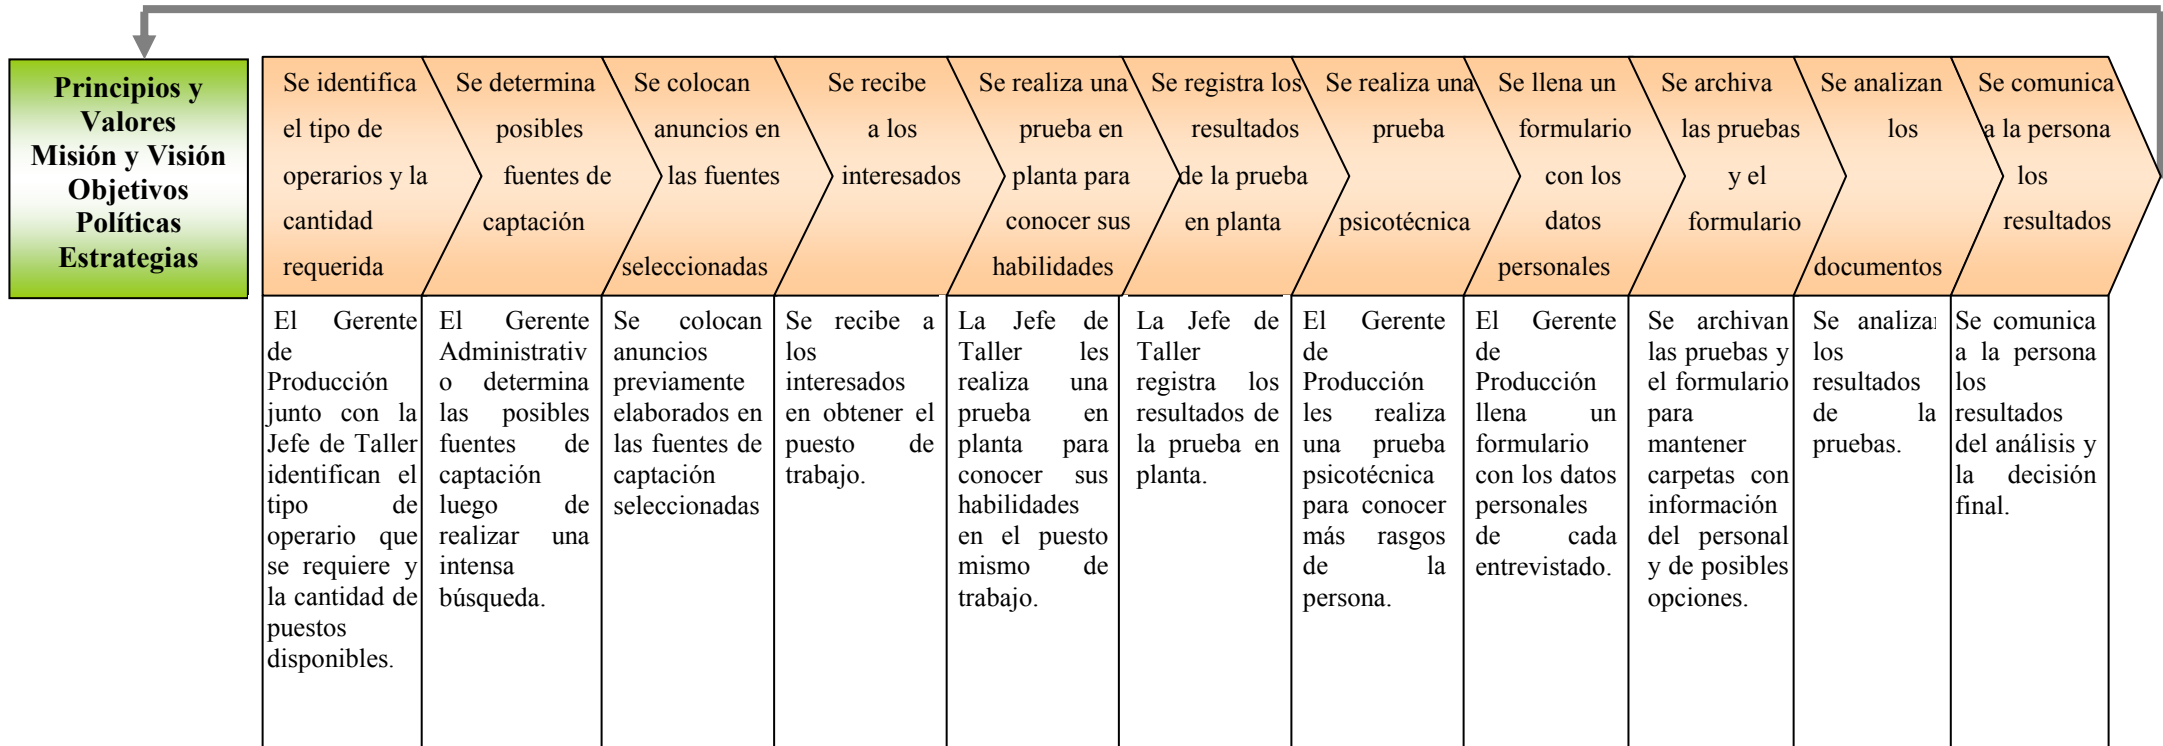 Principios y
Valores
Misión y Visión
Objetivos
Políticas
Estrategias
Se identifica
el tipo de
operarios y la
cantidad
requerida
Se determina
posibles
fuentes de
captación
Se colocan
anuncios en
las fuentes
seleccionadas
Se recibe
a los
interesados
Se realiza una
prueba en
planta para
conocer sus
habilidades
Se registra los
resultados
de la prueba
en planta
Se realiza una
prueba
psicotécnica
Se llena un
formulario
con los
datos
personales
Se archiva
las pruebas
y el
formulario
Se analizan
los
documentos
Se comunica
a la persona
los
resultados
El Gerente
de
Producción
junto con la
Jefe de Taller
identifican el
tipo de
operario que
se requiere y
la cantidad de
puestos
disponibles.
El Gerente
Administrativ
o determina
las posibles
fuentes de
captación
luego de
realizar una
intensa
búsqueda.
Se colocan
anuncios
previamente
elaborados en
las fuentes de
captación
seleccionadas
Se recibe a
los
interesados
en obtener el
puesto de
trabajo.
La Jefe de
Taller les
realiza una
prueba en
planta para
conocer sus
habilidades
en el puesto
mismo de
trabajo.
La Jefe de
Taller
registra los
resultados de
la prueba en
planta.
El Gerente
de
Producción
les realiza
una prueba
psicotécnica
para conocer
más rasgos
de la
persona.
El Gerente
de
Producción
llena un
formulario
con los datos
personales
de cada
entrevistado.
Se archivan
las pruebas y
el formulario
para
mantener
carpetas con
información
del personal
y de posibles
opciones.
Se analizan
los
resultados
de la
pruebas.
Se comunica
a la persona
los
resultados
del análisis y
la decisión
final.